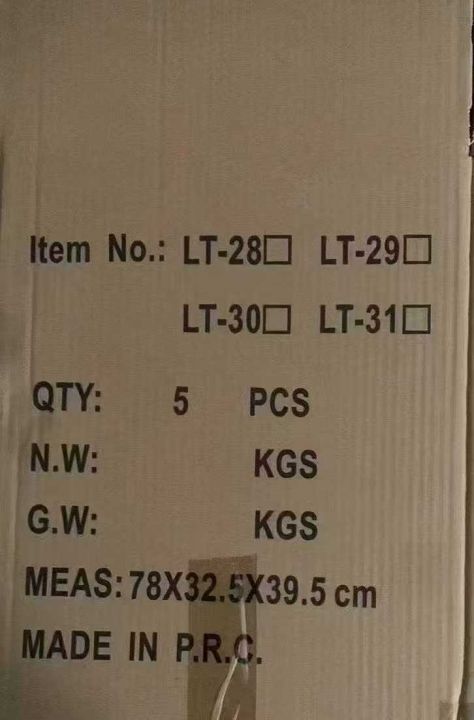 Item No.: LT-28☐ LT-29☐
LT-30☐ LT-31☐
QTY: 5 PCS
N.W: KGS
G.W: KGS
MEAS: 78X32.5X39.5 cm
MADE IN P.R.C.